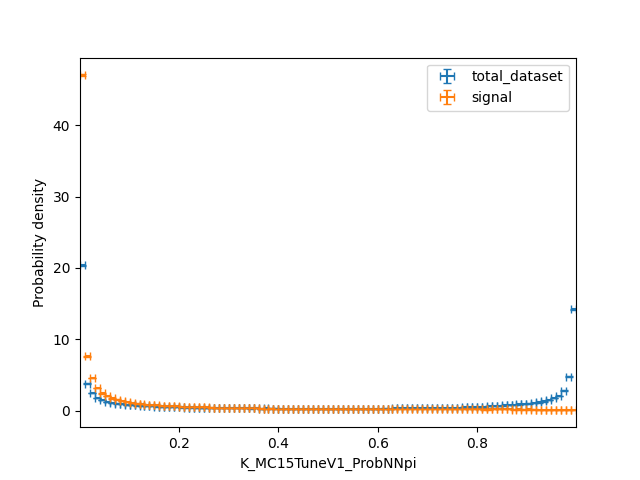 total_dataset
signal
Probability density
40
30
20
10
0
0.2 0.4 0.6 0.8
K_MC15TuneV1_ProbNNpi